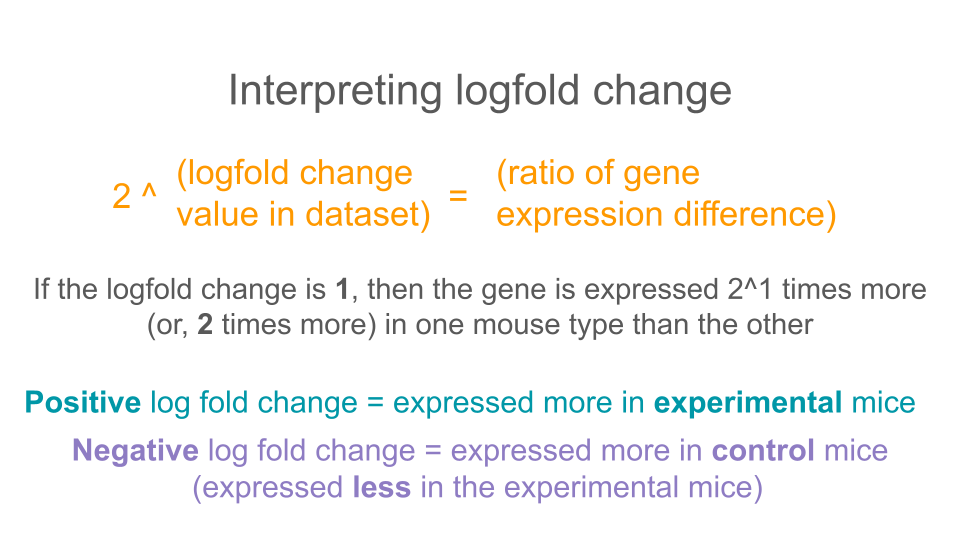 Interpreting logfold change
2 ^ (logfold change value in dataset) = (ratio of gene expression difference)
If the logfold change is 1, then the gene is expressed 2^1 times more
(or, 2 times more) in one mouse type than the other
Positive log fold change = expressed more in experimental mice
Negative log fold change = expressed more in control mice
(expressed less in the experimental mice)